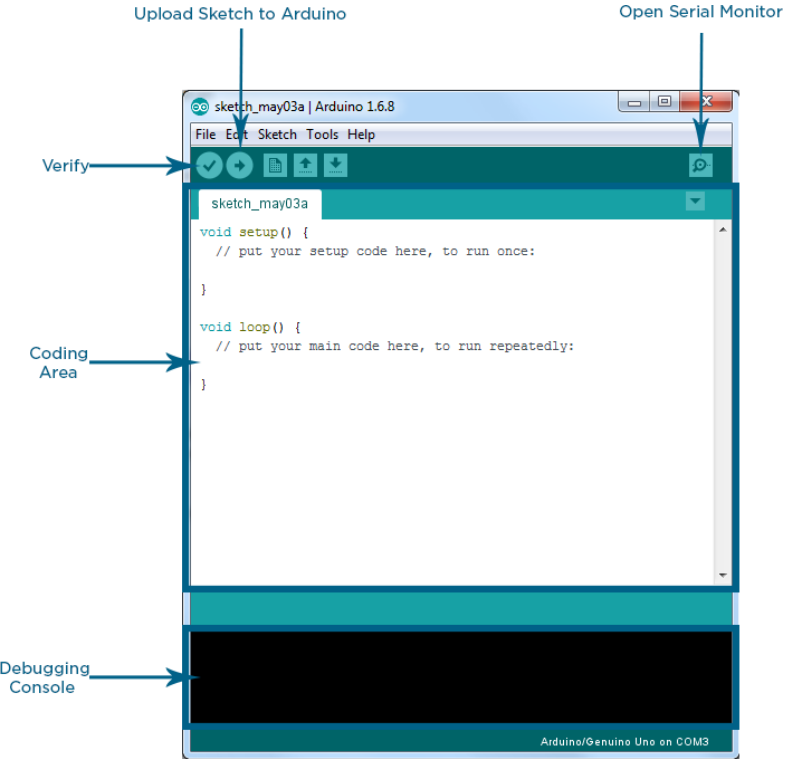 Upload Sketch to Arduino
Open Serial Monitor
sketch_may03a | Arduino 1.6.8
File Edit Sketch Tools Help
Verify
sketch_may03a
void setup() {
// put your setup code here, to run once:
}
void loop() {
// put your main code here, to run repeatedly:
}
Coding
Area
Debugging
Console
Arduino/Genuino Uno on COM3